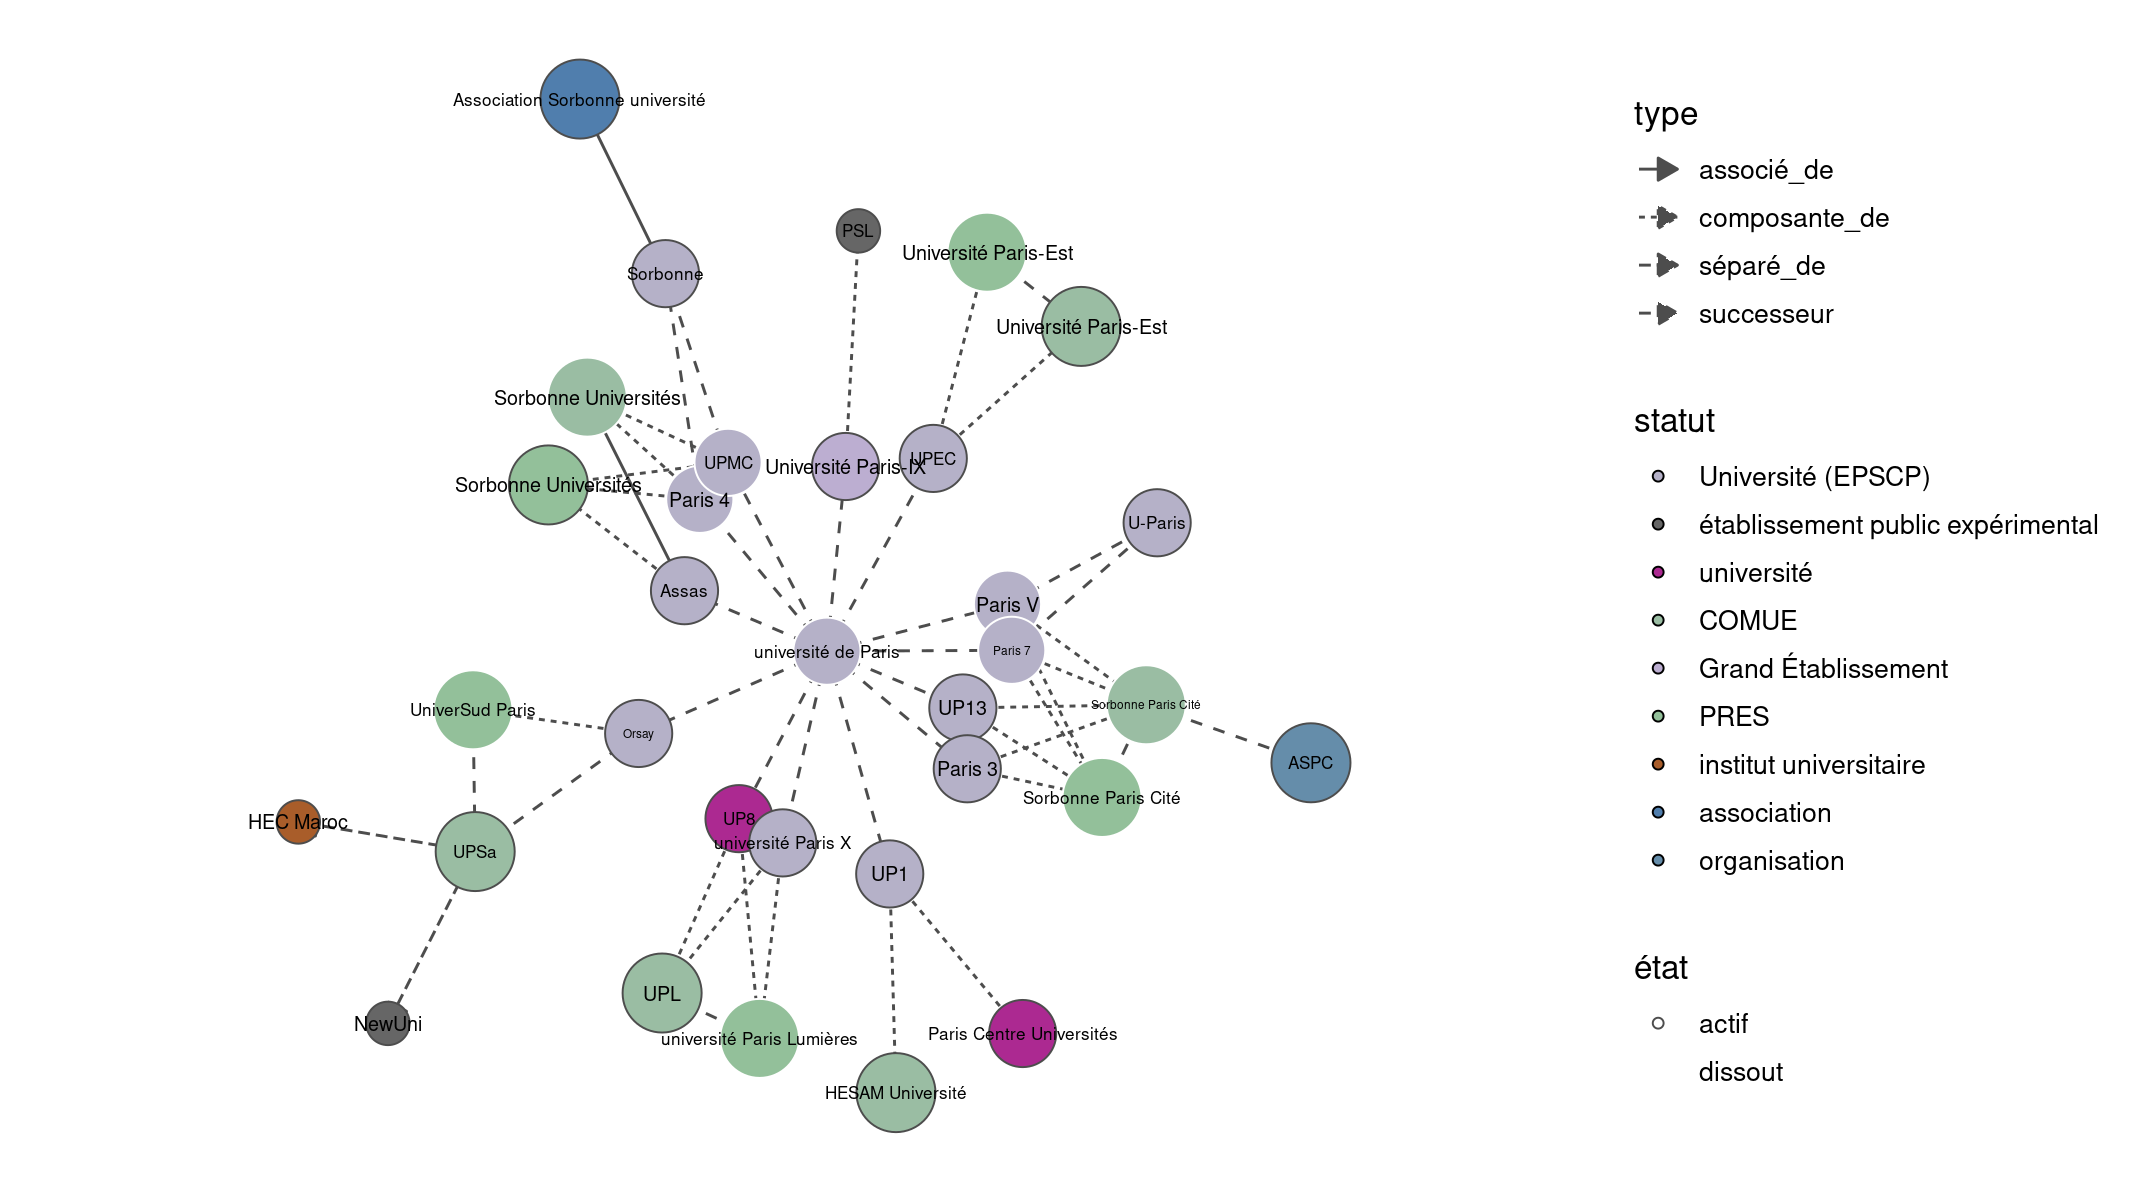 Association Sorbonne université
PSL
Université Paris-Est
Sorbonne
Université Paris-Est
Sorbonne Universités
UPMC
Université Paris-IX
UPEC
Sorbonne Universités
Paris 4
U-Paris
Assas
Paris V
université de Paris
Paris 7
UniverSud Paris
UP13
Sorbonne Paris Cité
Orsay
Paris 3
ASPC
Sorbonne Paris Cité
HEC Maroc
UP8
université Paris X
UPSa
UP1
UPL
NewUni
université Paris Lumières
Paris Centre Universités
HESAM Université
type
associé_de
composante_de
séparé_de
successeur
statut
Université (EPSCP)
établissement public expérimental
université
COMUE
Grand Établissement
PRES
institut universitaire
association
organisation
état
actif
dissout